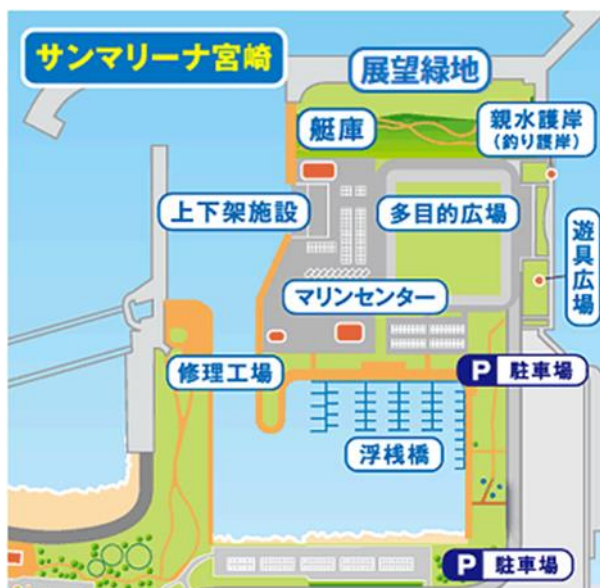 サンマリーナ宮崎
展望緑地
艇庫
親水護岸
(釣り護岸)
上下架施設
多目的広場
遊具広場
マリンセンター
修理工場
P 駐車場
浮桟橋
P 駐車場